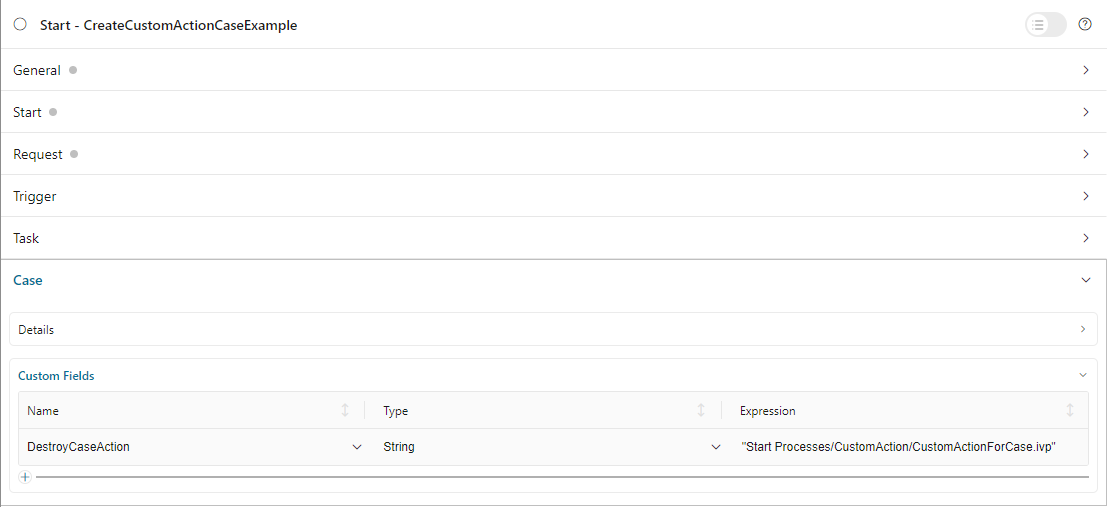 Start - CreateCustomActionCaseExample
General
Start
Request
Trigger
Task
Case
Details
Custom Fields
Name Type Expression
DestroyCaseAction String "Start Processes/CustomAction/CustomActionForCase.ivp"